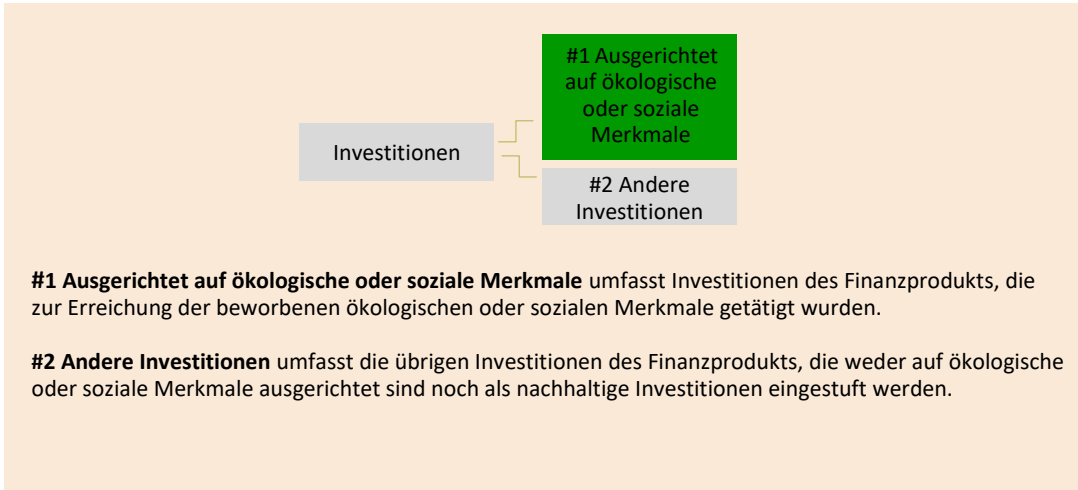 #1 Ausgerichtet
auf ökologische
oder soziale
Merkmale
Investitionen
#2 Andere
Investitionen
#1 Ausgerichtet auf ökologische oder soziale Merkmale umfasst Investitionen des Finanzprodukts, die
zur Erreichung der beworbenen ökologischen oder sozialen Merkmale getätigt wurden.
#2 Andere Investitionen umfasst die übrigen Investitionen des Finanzprodukts, die weder auf ökologische
oder soziale Merkmale ausgerichtet sind noch als nachhaltige Investitionen eingestuft werden.